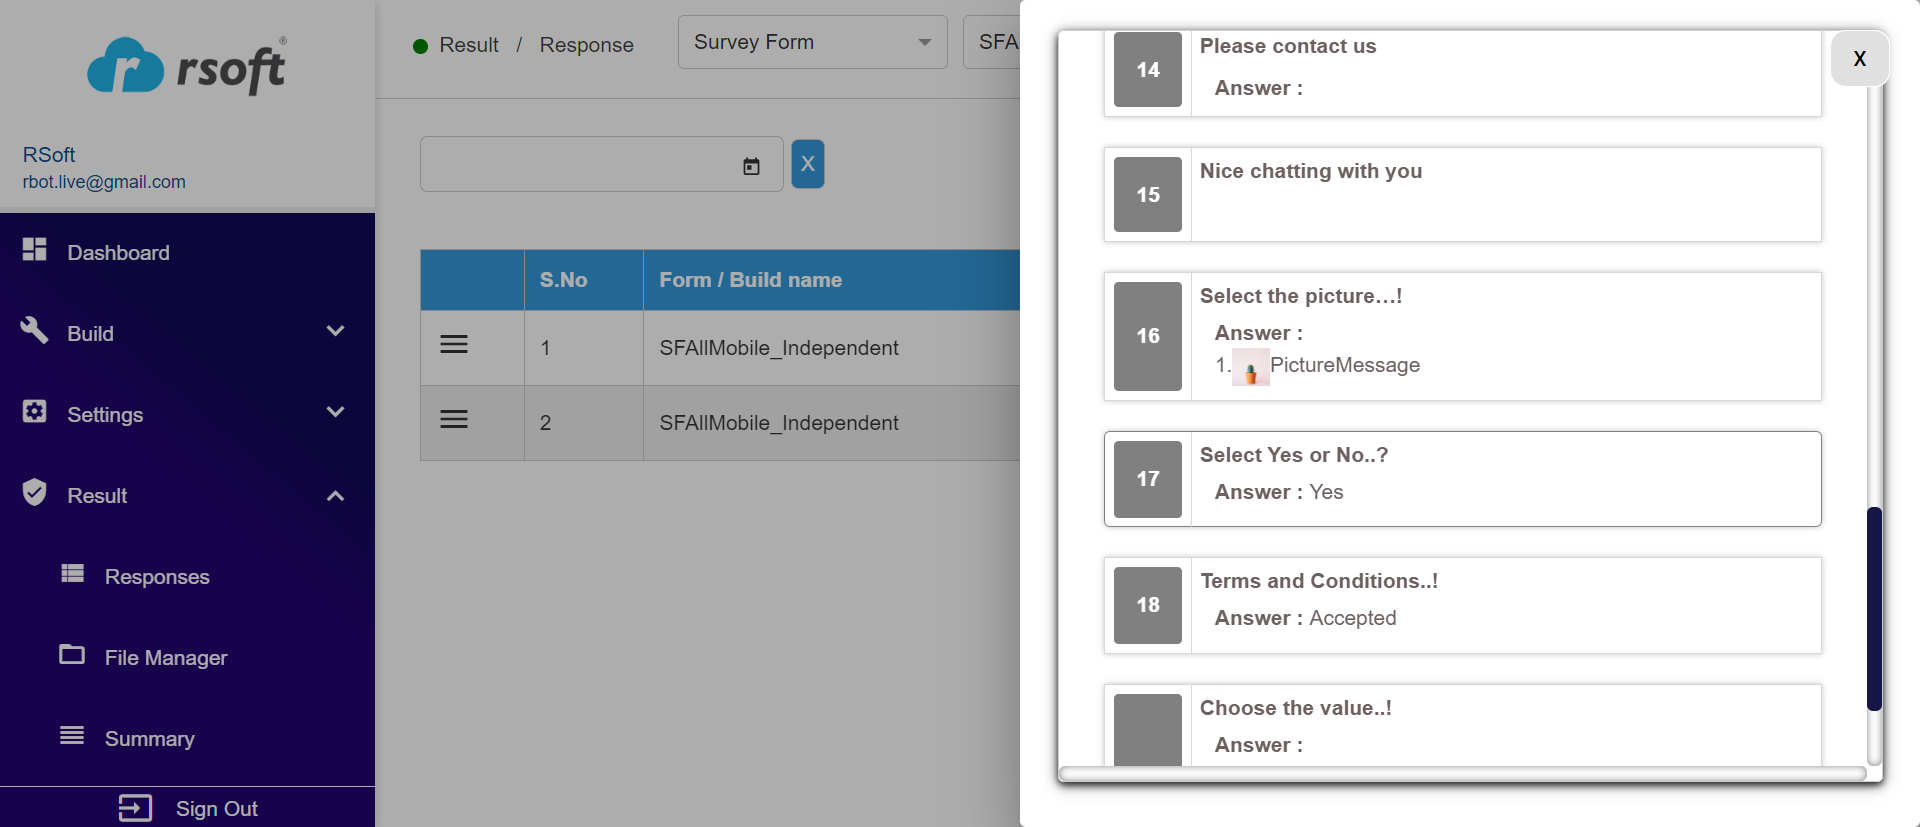 rsoft®
RSoft
rbot.live@gmail.com
Dashboard
Build
Settings
Result
Responses
File Manager
Summary
Sign Out
Result / Response
Survey Form
SFA
X
S.No Form / Build name
1 SFAllMobile_Independent
2 SFAllMobile_Independent
X
14 Please contact us
Answer :
15 Nice chatting with you
16 Select the picture...!
Answer :
1. PictureMessage
17 Select Yes or No..?
Answer : Yes
18 Terms and Conditions..!
Answer : Accepted
Choose the value..!
Answer :